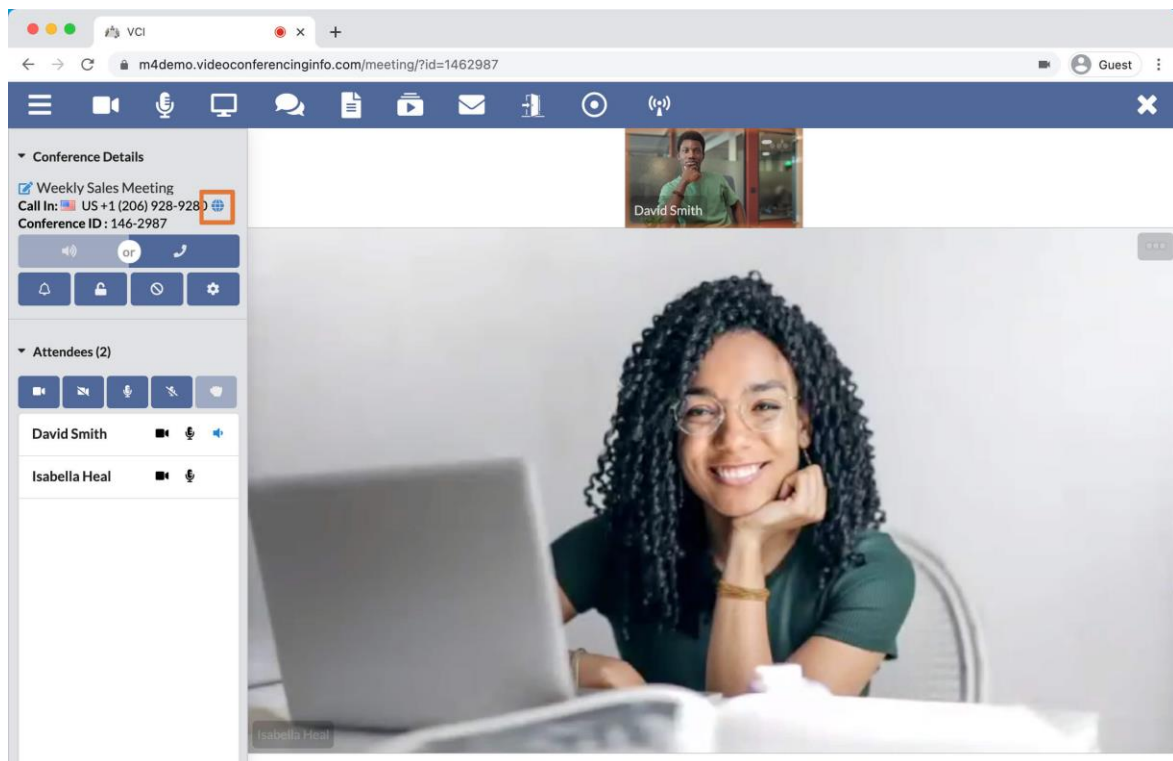 VCI
m4demo.videoconferencinginfo.com/meeting/?id=1462987
Guest
Conference Details
Weekly Sales Meeting
Call In: US +1 (206) 928-9280
Conference ID : 146-2987
or
Attendees (2)
David Smith
Isabella Heal
David Smith
Isabella Heal